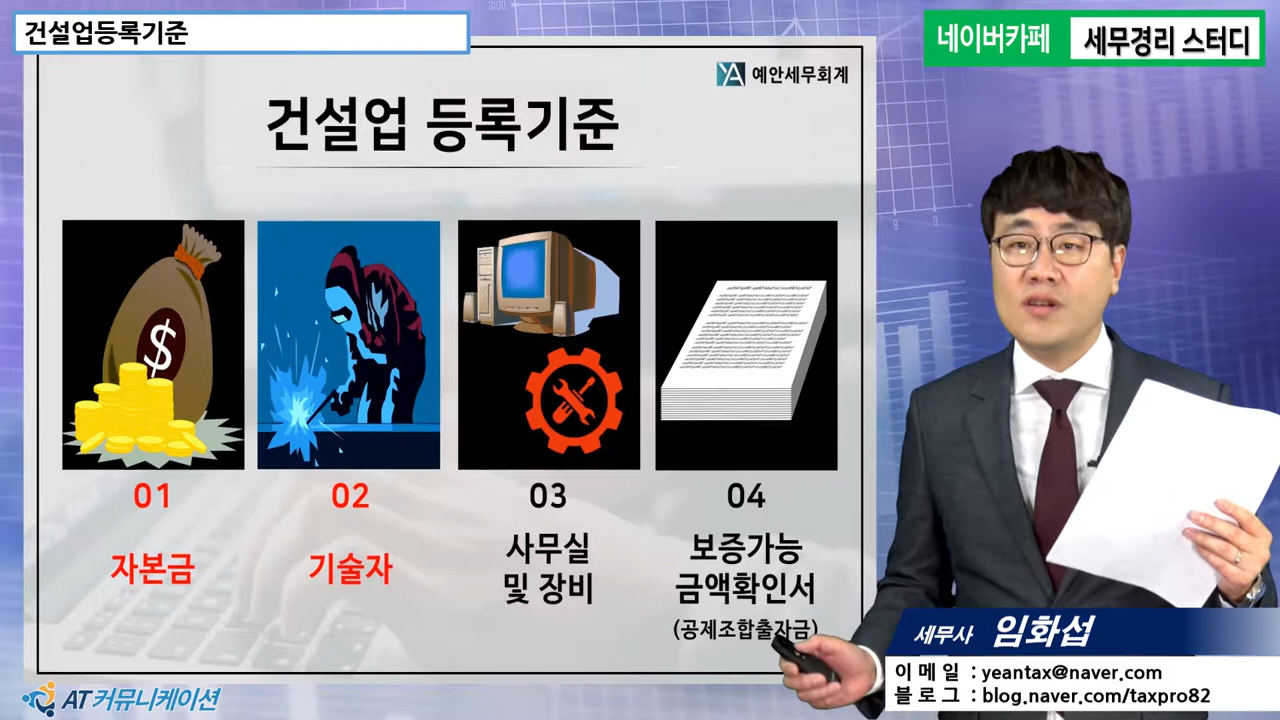 건설업등록기준
네이버카페 세무경리 스터디
YA 예안세무회계
건설업 등록기준
$
01
자본금
02
기술자
03
사무실
및 장비
04
보증가능
금액확인서
(공제조합출자금)
8 9
세무사 임화섭
이 메 일 : yeantax@naver.com
블 로 그 : blog.naver.com/taxpro82
AT커뮤니케이션